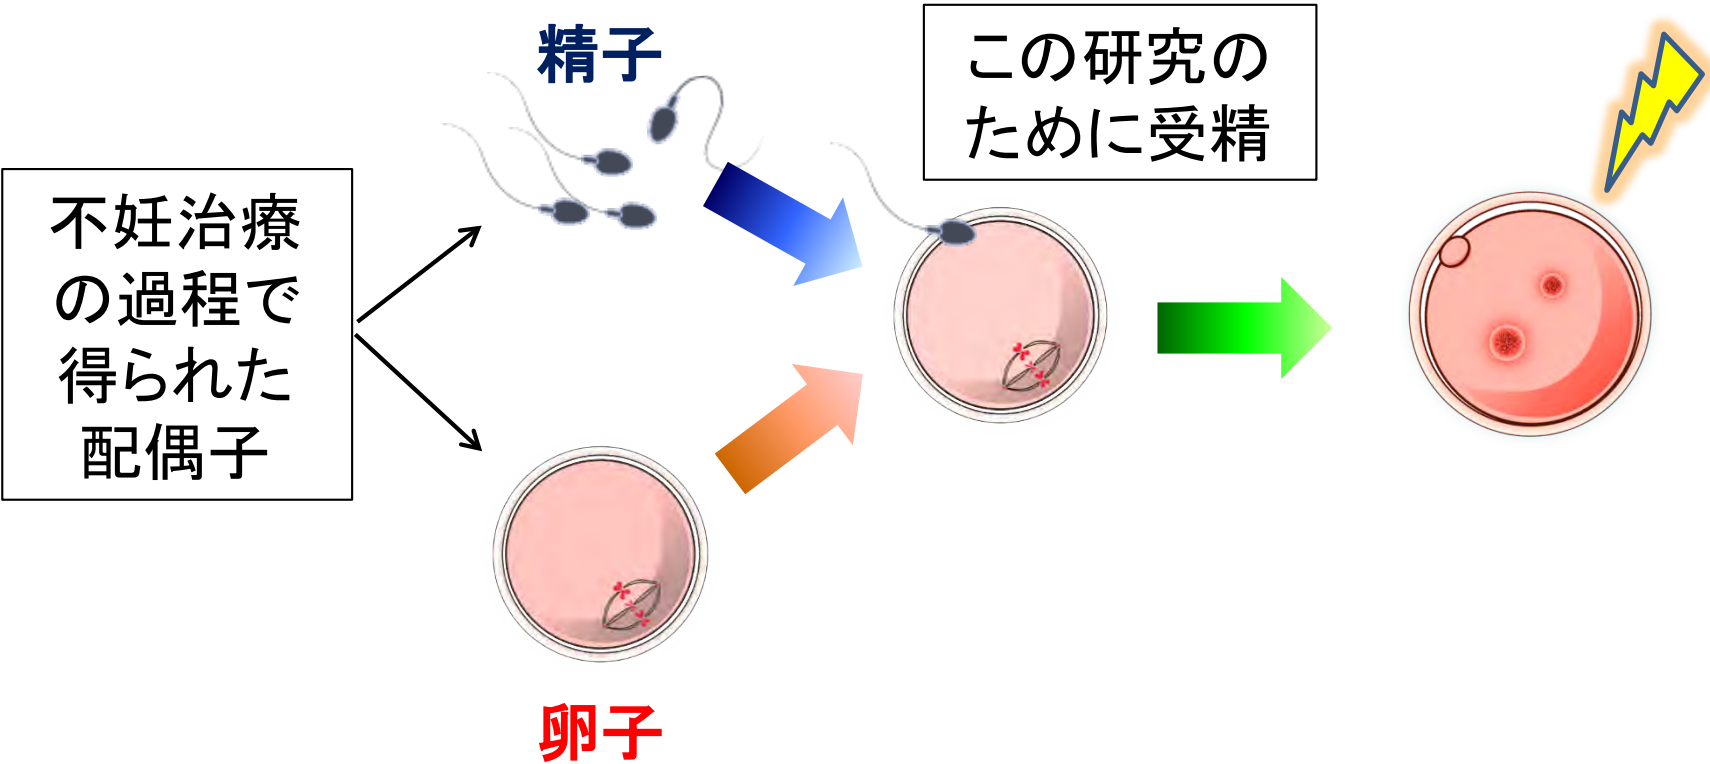 精子
この研究の
ために受精
不妊治療
の過程で
得られた
配偶子
卵子